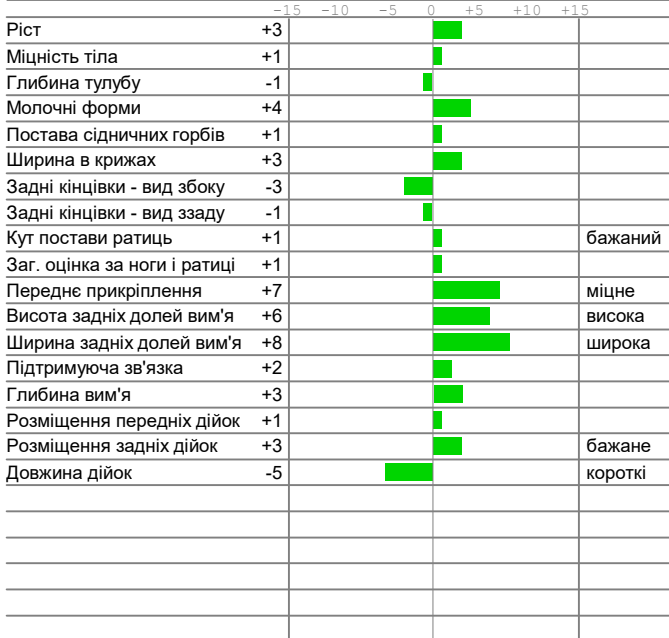 -15 -10 -5 0 +5 +10 +15
Ріст +3
Міцність тіла +1
Глибина тулубу -1
Молочні форми +4
Постава сідничних горбів +1
Ширина в крижах +3
Задні кінцівки - вид збоку -3
Задні кінцівки - вид ззаду -1
Кут постави ратиць +1 бажаний
Заг. оцінка за ноги і ратиці +1
Переднє прикріплення +7 міцне
Висота задніх долей вим'я +6 висока
Ширина задніх долей вим'я +8 широка
Підтримуюча зв'язка +2
Глибина вим'я +3
Розміщення передніх дійок +1
Розміщення задніх дійок +3 бажане
Довжина дійок -5 короткі